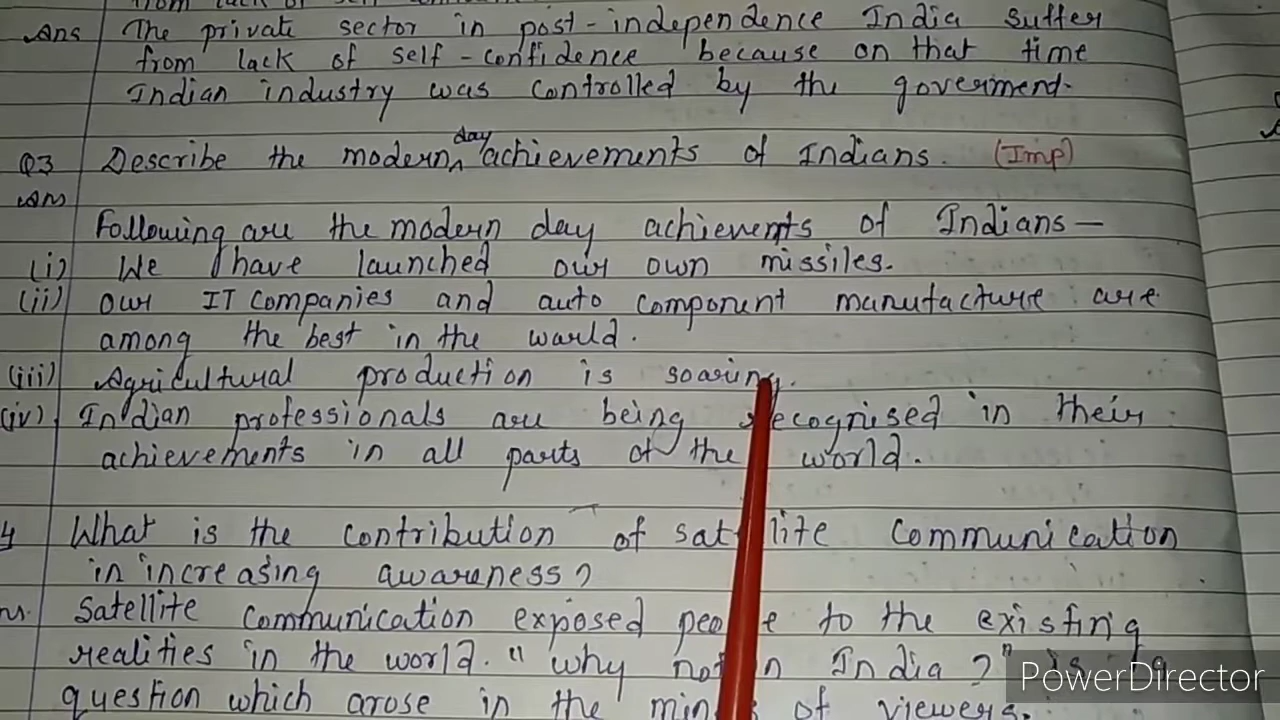 Ans The private sector in post-independence India suffer
from lack of self-confidence because on that time
Indian industry was controlled by the govermend.
Q3 Describe the modern day achievements of Indians. (Imp)
Ans
Following are the modern day achievemts of Indians—
(i) We have launched our own missiles.
(ii) our IT companies and auto component manufacture are
among the best in the world.
(iii) Agricultural production is soaring.
(iv) Indian professionals are being recognised in their
achievements in all parts of the world.
What is the contribution of satellite communication
in increasing awareness?
Satellite communication exposed people to the existing
realities in the world. "why not in India?" is
question which arose in the minds of viewers.
PowerDirector